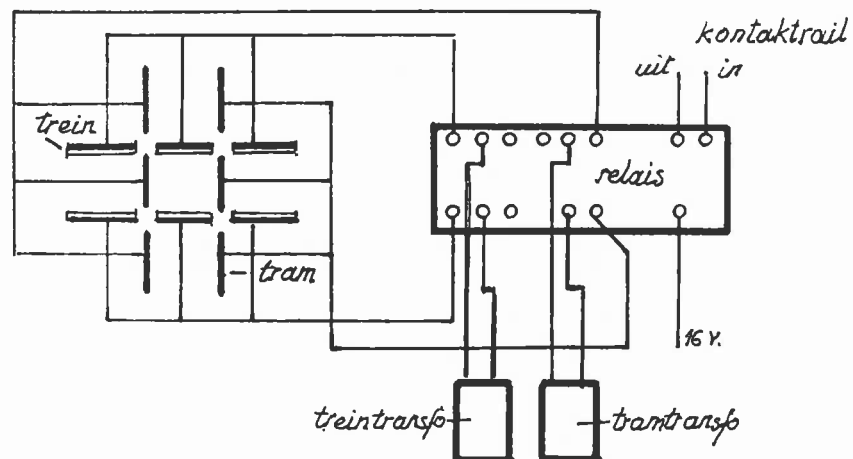 kontaktrail
uit in
trein
relais
tram
16 v.
treintransfo
tramtransfo